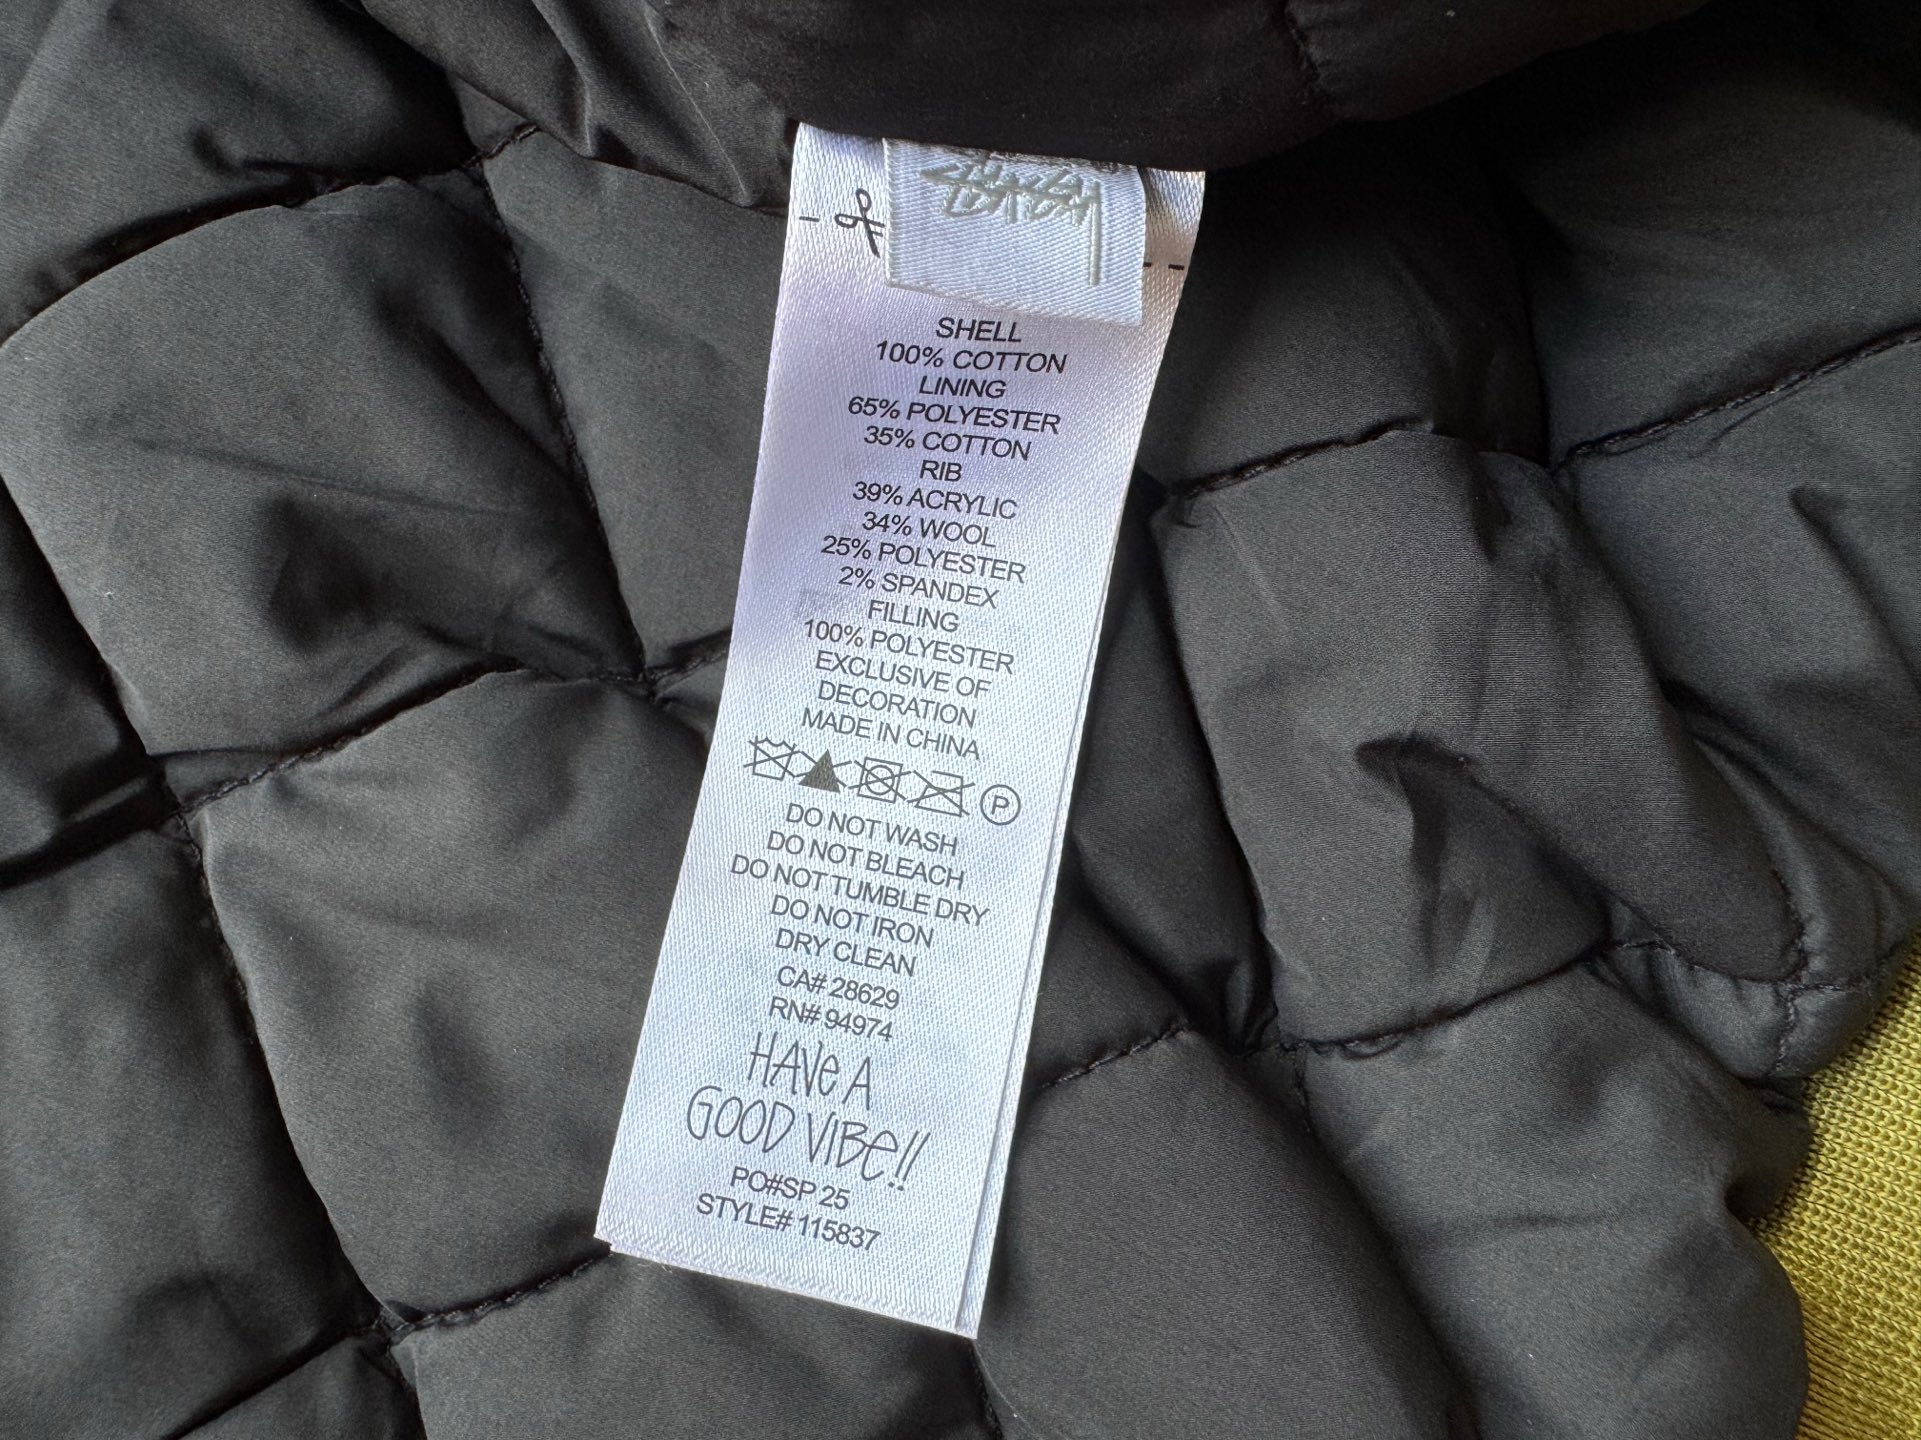 STÜSSY
SHELL
100% COTTON
LINING
65% POLYESTER
35% COTTON
RIB
39% ACRYLIC
34% WOOL
25% POLYESTER
2% SPANDEX
FILLING
100% POLYESTER
EXCLUSIVE OF
DECORATION
MADE IN CHINA
P
DO NOT WASH
DO NOT BLEACH
DO NOT TUMBLE DRY
DO NOT IRON
DRY CLEAN
CA# 28629
RN# 94974
HAVe A
GOOD VIBe!!
PO#SP 25
STYLE# 115837